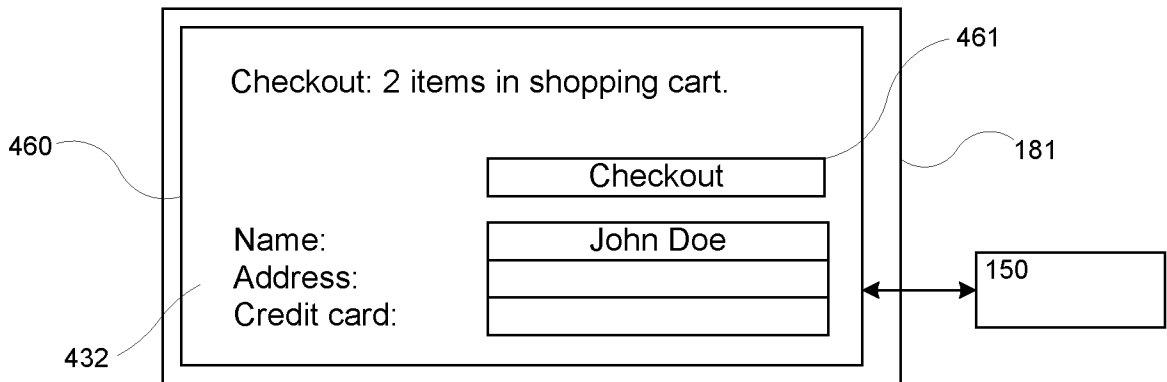 461
Checkout: 2 items in shopping cart.
460
181
Checkout
Name: John Doe
Address:
150
Credit card:
432